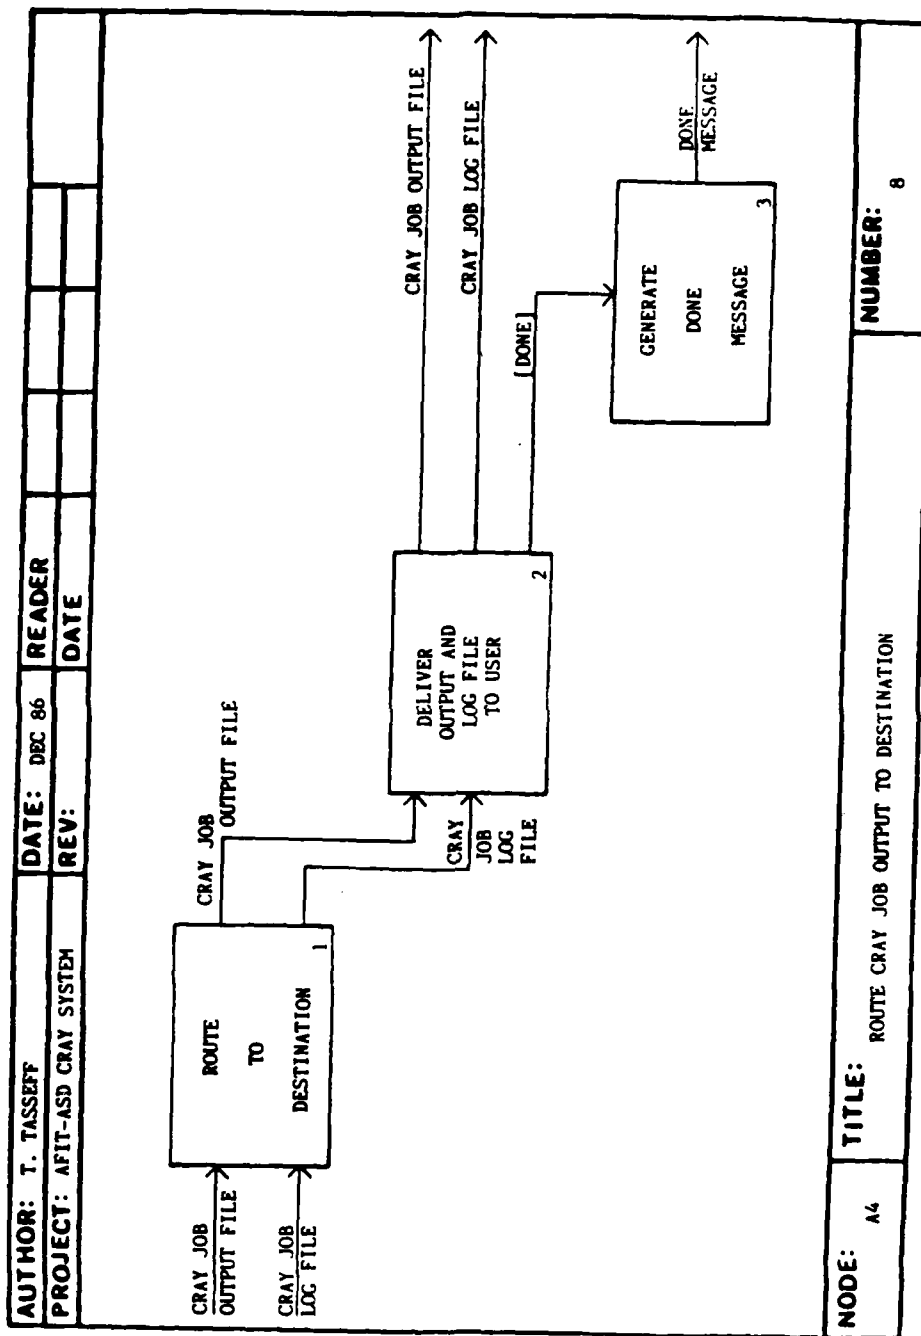 AUTHOR: T. TASSEFF
DATE: DEC 86
READER
PROJECT: AFIT-ASD CRAY SYSTEM
REV:
DATE
CRAY JOB
OUTPUT FILE
CRAY JOB
LOG FILE
ROUTE
TO
DESTINATION
1
CRAY JOB OUTPUT FILE
CRAY
JOB
LOG
FILE
DELIVER
OUTPUT AND
LOG FILE
TO USER
2
CRAY JOB OUTPUT FILE
CRAY JOB LOG FILE
[DONE]
GENERATE
DONE
MESSAGE
3
DONE
MESSAGE
NODE: A4
TITLE: ROUTE CRAY JOB OUTPUT TO DESTINATION
NUMBER: 8